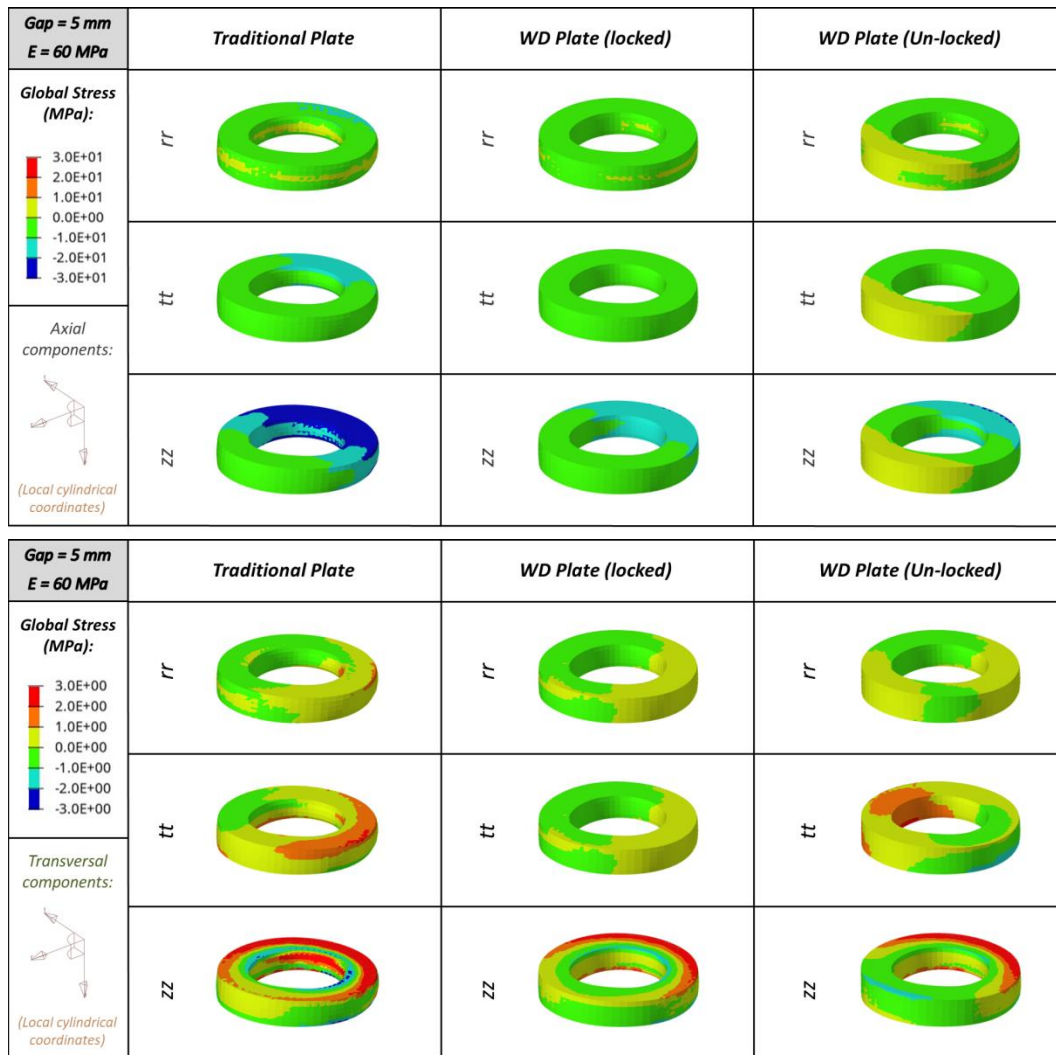 Gap = 5 mm
E = 60 MPa
Traditional Plate
WD Plate (locked)
WD Plate (Un-locked)
Global Stress
(MPa):
3.0E+01
2.0E+01
1.0E+01
0.0E+00
-1.0E+01
-2.0E+01
-3.0E+01
rr
rr
rr
tt
tt
tt
Axial
components:
(Local cylindrical
coordinates)
zz
zz
zz
Gap = 5 mm
E = 60 MPa
Traditional Plate
WD Plate (locked)
WD Plate (Un-locked)
Global Stress
(MPa):
3.0E+00
2.0E+00
1.0E+00
0.0E+00
-1.0E+00
-2.0E+00
-3.0E+00
rr
rr
rr
tt
tt
tt
Transversal
components:
(Local cylindrical
coordinates)
zz
zz
zz